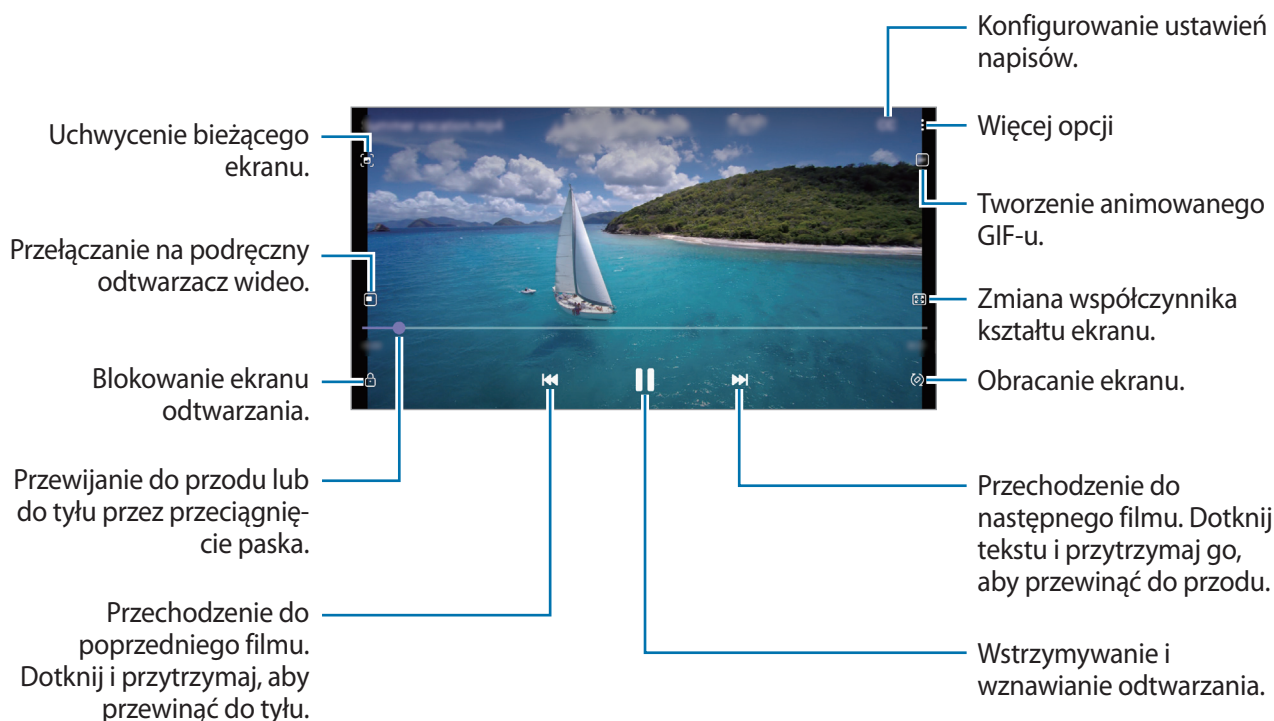 Konfigurowanie ustawień
napisów.
Więcej opcji
Uchwycenie bieżącego
ekranu.
Tworzenie animowanego
GIF-u.
Przełączanie na podręczny
odtwarzacz wideo.
Zmiana współczynnika
kształtu ekranu.
Blokowanie ekranu
odtwarzania.
Obracanie ekranu.
Przewijanie do przodu lub
do tyłu przez przeciągnię-
cie paska.
Przechodzenie do
następnego filmu. Dotknij
tekstu i przytrzymaj go,
aby przewinąć do przodu.
Przechodzenie do
poprzedniego filmu.
Dotknij i przytrzymaj, aby
przewinąć do tyłu.
Wstrzymywanie i
wznawianie odtwarzania.